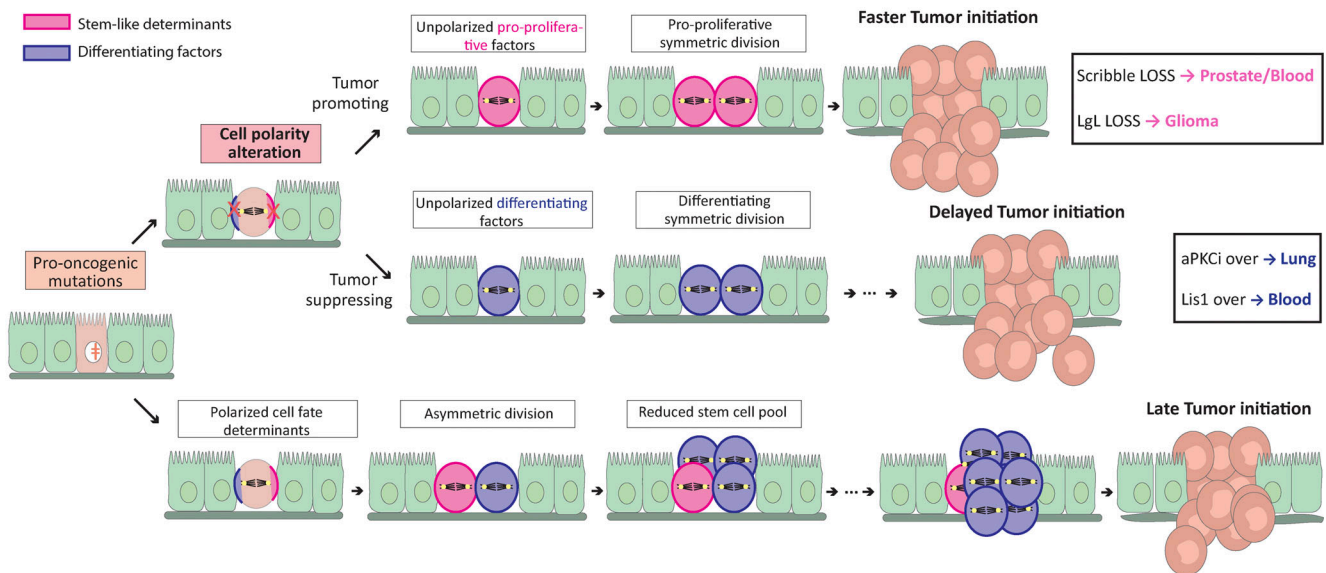 Stem-like determinants
Differentiating factors
Unpolarized pro-prolifera-
tive factors
Pro-proliferative
symmetric division
Faster Tumor initiation
Tumor
promoting
Scribble LOSS → Prostate/Blood
LgL LOSS → Glioma
Cell polarity
alteration
Unpolarized differentiating
factors
Differentiating
symmetric division
Delayed Tumor initiation
Pro-oncogenic
mutations
Tumor
suppressing
...
aPKCi over → Lung
Lis1 over → Blood
Polarized cell fate
determinants
Asymmetric division
Reduced stem cell pool
Late Tumor initiation
...